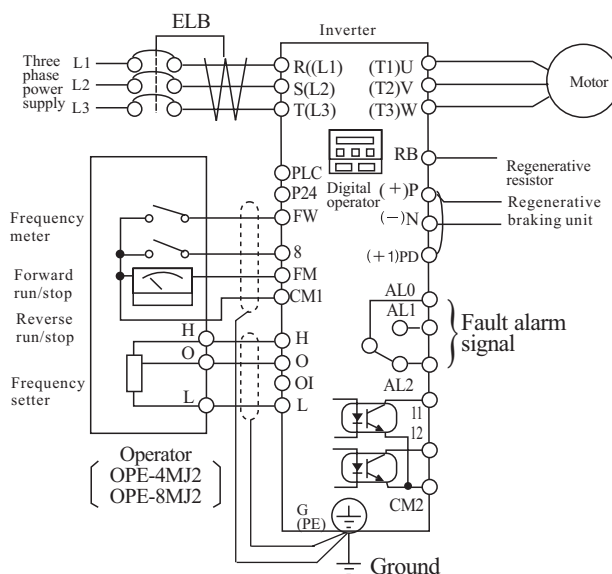 ELB
Inverter
Three
phase
power
supply
L1
L2
L3
R((L1)
S(L2)
T(L3)
(T1)U
(T2)V
(T3)W
Motor
Digital
operator
RB
Regenerative
resistor
(+)P
(−)N
Regenerative
braking unit
(+1)PD
PLC
P24
FW
8
FM
CM1
Frequency
meter
Forward
run/stop
Reverse
run/stop
Frequency
setter
H
O
L
H
O
OI
L
AL0
AL1
AL2
Fault alarm
signal
11
12
CM2
Operator
OPE-4MJ2
OPE-8MJ2
G
(PE)
Ground